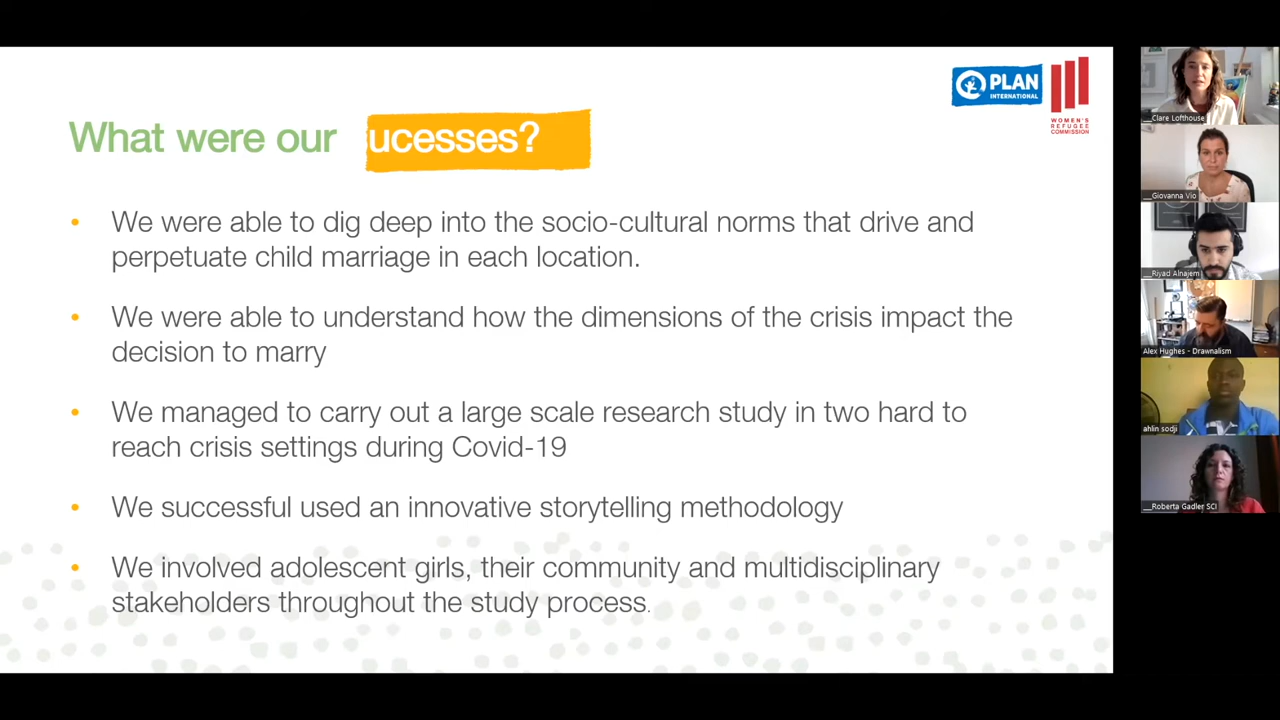 PLAN
INTERNATIONAL
WOMEN'S
REFUGEE
COMMISSION
What were our ucesses?
• We were able to dig deep into the socio-cultural norms that drive and
perpetuate child marriage in each location.
• We were able to understand how the dimensions of the crisis impact the
decision to marry
• We managed to carry out a large scale research study in two hard to
reach crisis settings during Covid-19
• We successful used an innovative storytelling methodology
• We involved adolescent girls, their community and multidisciplinary
stakeholders throughout the study process.
__Clare Lofthouse
__Giovanna Vio
__Riyad Alnajem
Alex Hughes - Drawnalism
ahlin sodji
__Roberta Gadler SCI